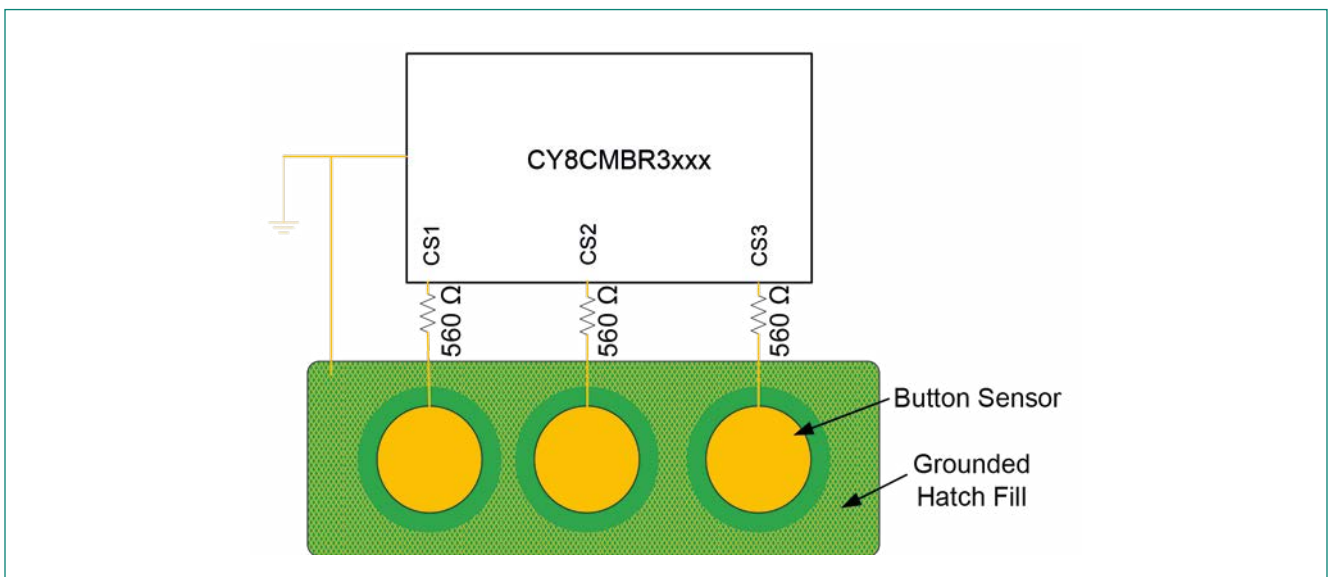 CY8CMBR3xxx
CS1
CS2
CS3
560 Ω
560 Ω
560 Ω
Button Sensor
Grounded
Hatch Fill